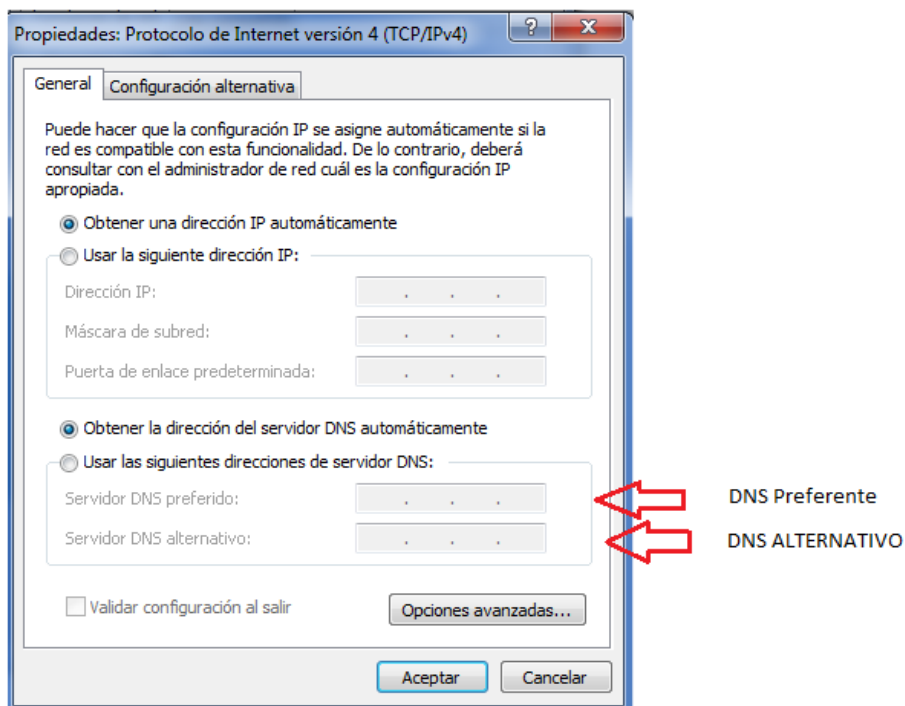 Propiedades: Protocolo de Internet versión 4 (TCP/IPv4)
?
X
General
Configuración alternativa
Puede hacer que la configuración IP se asigne automáticamente si la
red es compatible con esta funcionalidad. De lo contrario, deberá
consultar con el administrador de red cuál es la configuración IP
apropiada.
Obtener una dirección IP automáticamente
Usar la siguiente dirección IP:
Dirección IP:
. . .
Máscara de subred:
. . .
Puerta de enlace predeterminada:
. . .
Obtener la dirección del servidor DNS automáticamente
Usar las siguientes direcciones de servidor DNS:
Servidor DNS preferido:
. . .
DNS Preferente
Servidor DNS alternativo:
. . .
DNS ALTERNATIVO
Validar configuración al salir
Opciones avanzadas...
Aceptar
Cancelar